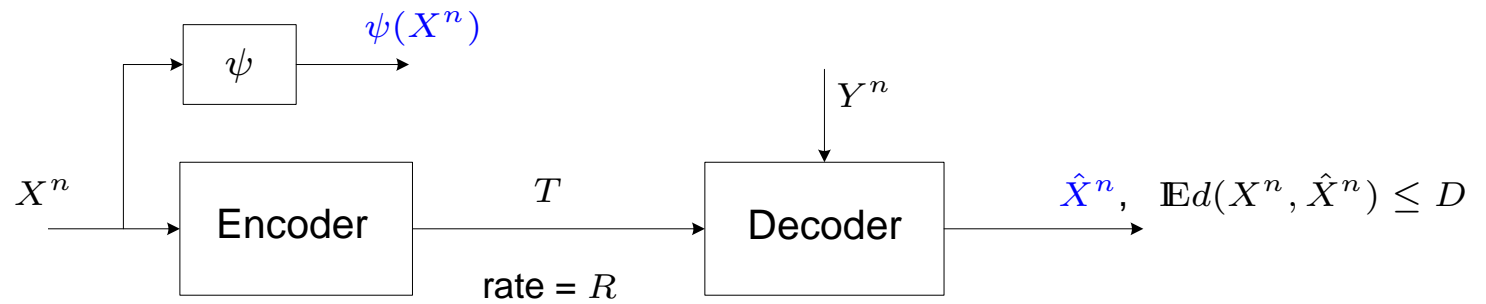 ψ(X^n)
ψ
Y^n
X^n
Encoder
T
Decoder
X̂^n, 𝔼d(X^n, X̂^n) ≤ D
rate = R